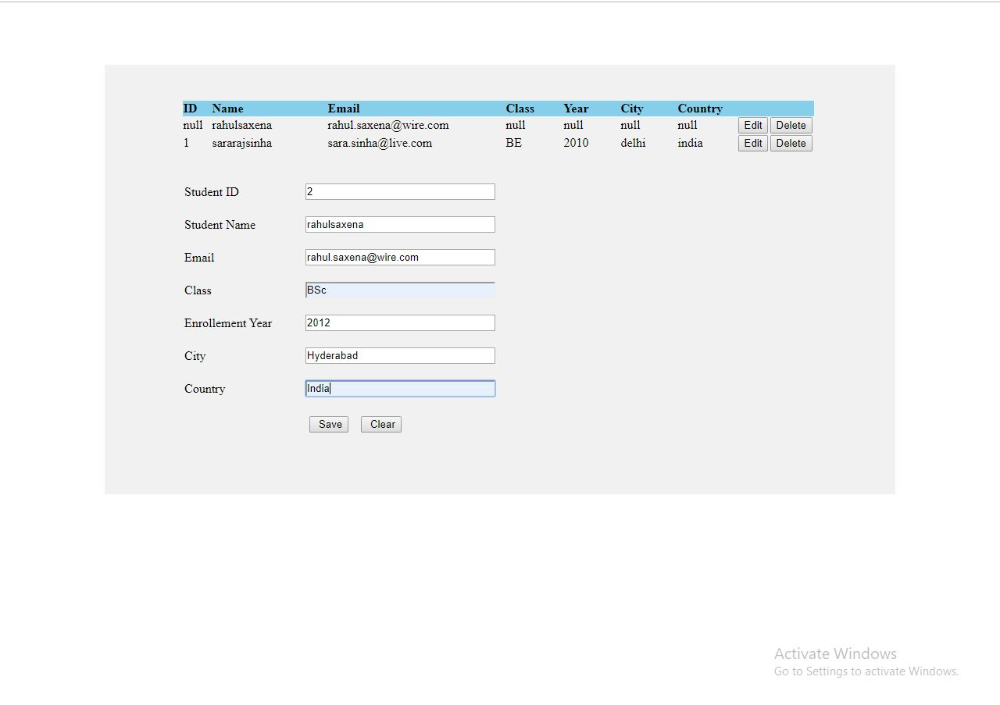 ID Name Email Class Year City Country
null rahulsaxena rahul.saxena@wire.com null null null null Edit Delete
1 sararajsinha sara.sinha@live.com BE 2010 delhi india Edit Delete
Student ID 2
Student Name rahulsaxena
Email rahul.saxena@wire.com
Class BSc
Enrollement Year 2012
City Hyderabad
Country India
Save Clear
Activate Windows
Go to Settings to activate Windows.